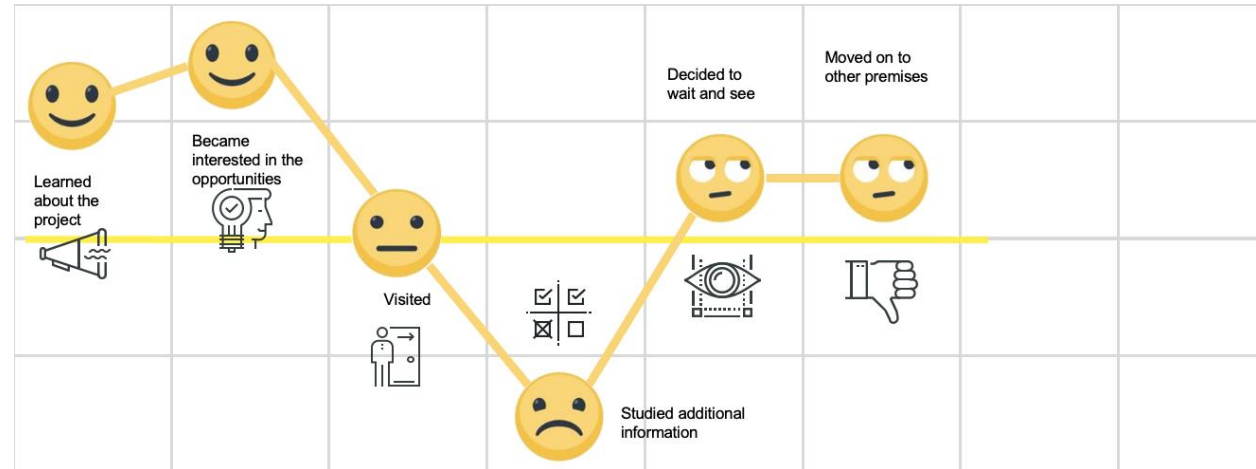 Learned
about the
project
Became
interested in the
opportunities
Visited
Studied additional
information
Decided to
wait and see
Moved on to
other premises